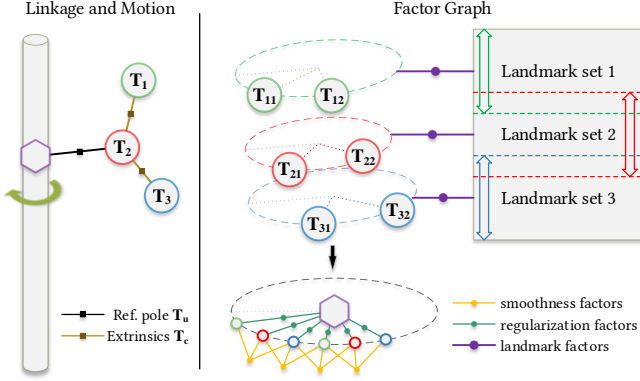 Linkage and Motion
Factor Graph
T1
T2
T3
Ref. pole Tu
Extrinsics Tc
T11
T12
T21
T22
T31
T32
Landmark set 1
Landmark set 2
Landmark set 3
smoothness factors
regularization factors
landmark factors